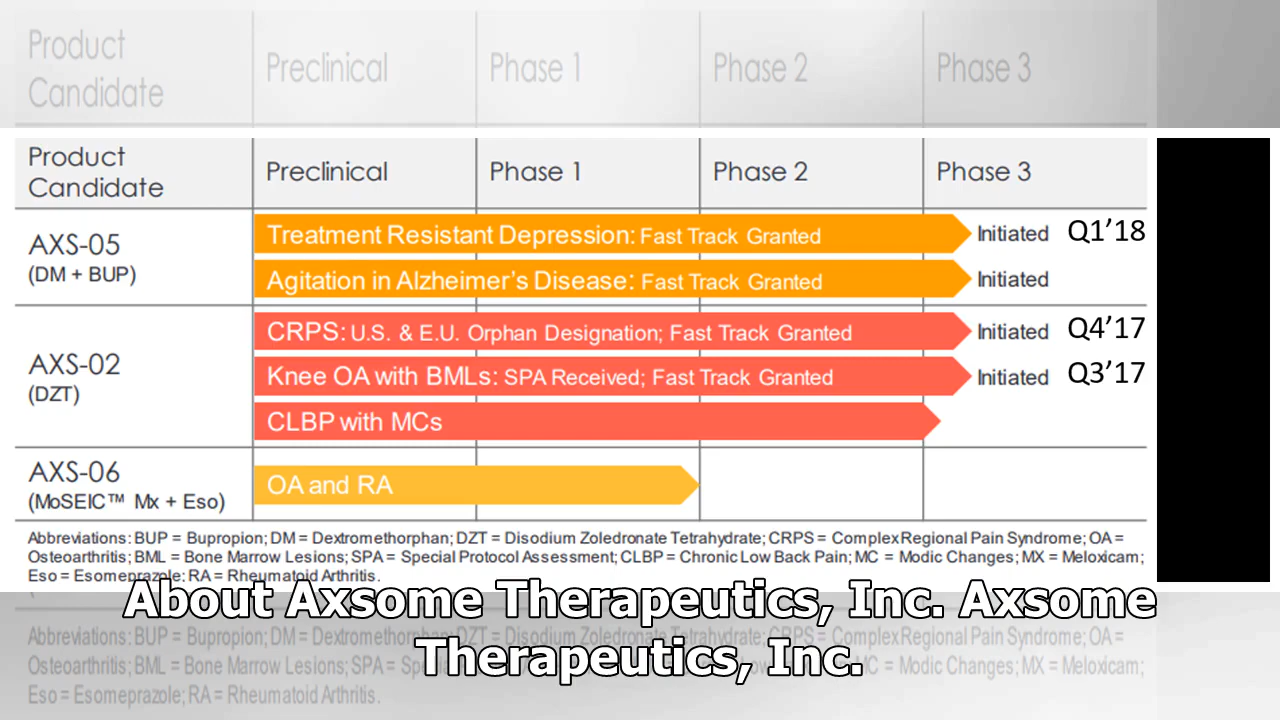 Product
Candidate
Preclinical
Phase 1
Phase 2
Phase 3
Product
Candidate
Preclinical
Phase 1
Phase 2
Phase 3
AXS-05
(DM + BUP)
Treatment Resistant Depression: Fast Track Granted
Initiated
Q1’18
Agitation in Alzheimer’s Disease: Fast Track Granted
Initiated
AXS-02
(DZT)
CRPS: U.S. & E.U. Orphan Designation; Fast Track Granted
Initiated
Q4’17
Knee OA with BMLs: SPA Received; Fast Track Granted
Initiated
Q3’17
CLBP with MCs
AXS-06
(MoSEIC™ Mx + Eso)
OA and RA
Abbreviations: BUP = Bupropion; DM = Dextromethorphan; DZT = Disodium Zoledronate Tetrahydrate; CRPS = Complex Regional Pain Syndrome; OA =
Osteoarthritis; BML = Bone Marrow Lesions; SPA = Special Protocol Assessment; CLBP = Chronic Low Back Pain; MC = Modic Changes; MX = Meloxicam;
Eso = Esomeprazole; RA = Rheumatoid Arthritis.
About Axsome Therapeutics, Inc. Axsome
Therapeutics, Inc.
Abbreviations: BUP = Bupropion; DM = Dextromethorphan; DZT = Disodium Zoledronate Tetrahydrate; CRPS = Complex Regional Pain Syndrome; OA =
Osteoarthritis; BML = Bone Marrow Lesions; MC = Modic Changes; MX = Meloxicam;
Eso = Esomeprazole; RA = Rheumatoid Arthritis.